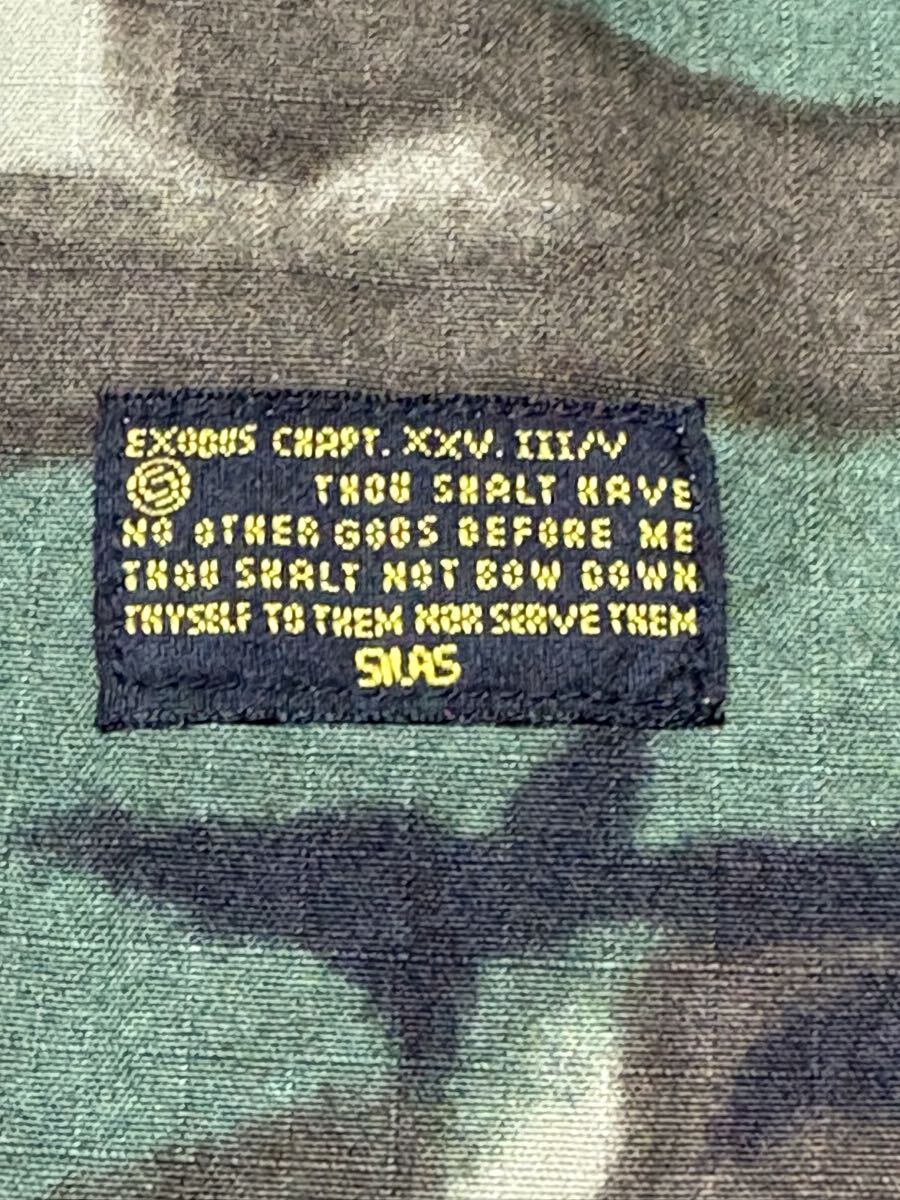 EXODUS CHAPT. XXV. III/V
S THOU SHALT HAVE
NO OTHER GODS BEFORE ME
THOU SHALT NOT BOW DOWN
THYSELF TO THEM NOR SERVE THEM
SILAS